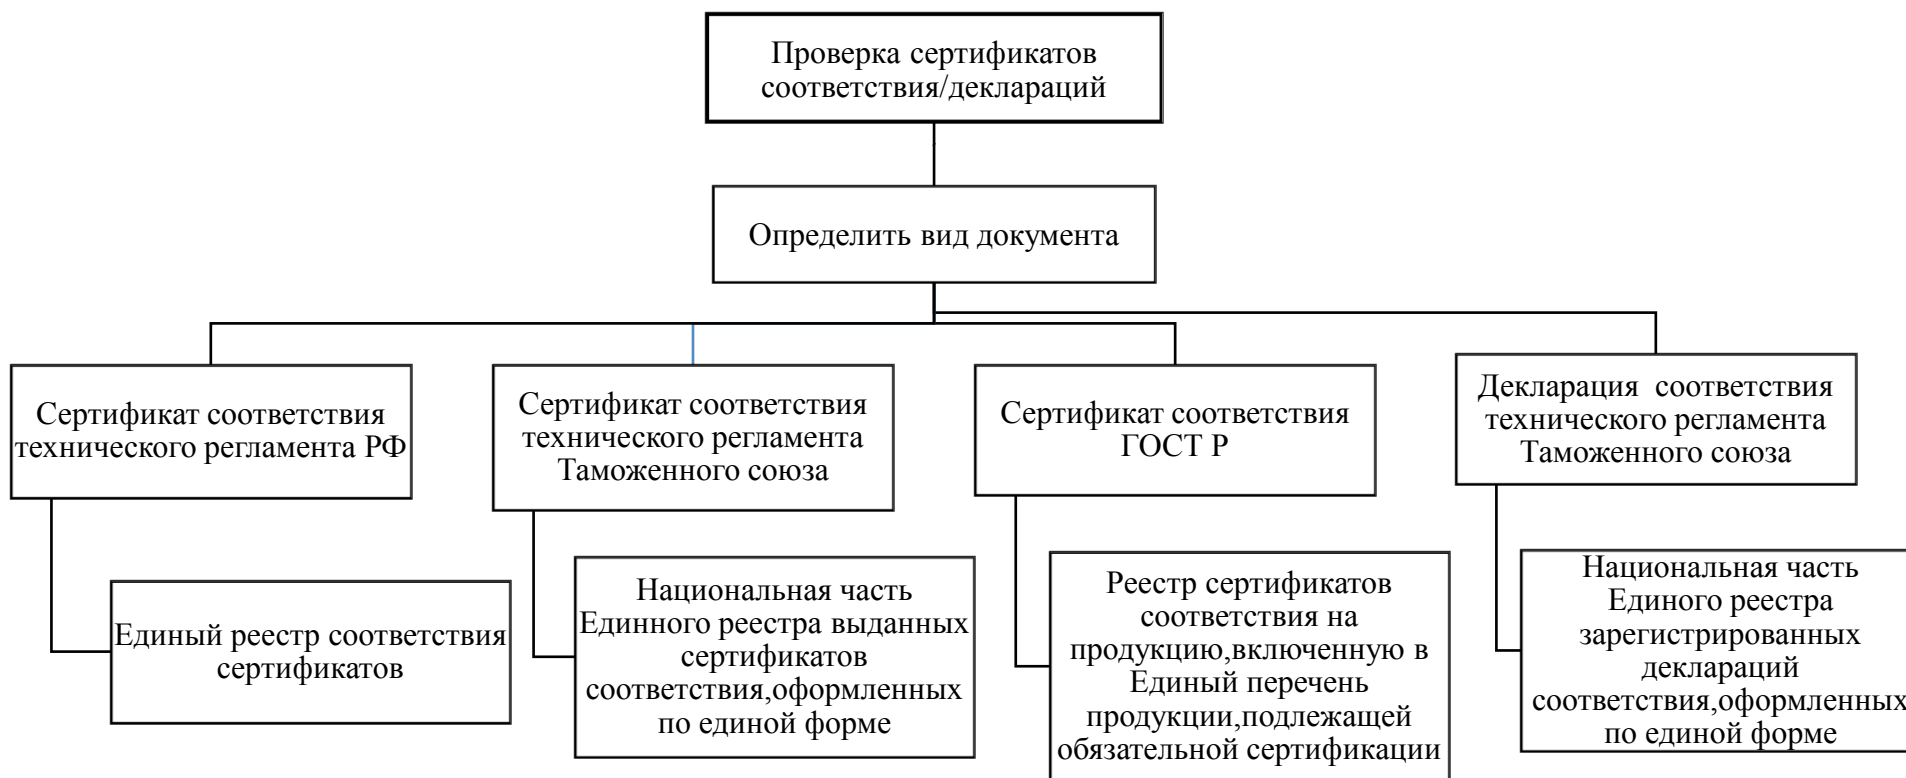 Проверка сертификатов
соответствия/деклараций
Определить вид документа
Сертификат соответствия
технического регламента РФ
Сертификат соответствия
технического регламента
Таможенного союза
Сертификат соответствия
ГОСТ Р
Декларация соответствия
технического регламента
Таможенного союза
Единый реестр соответствия
сертификатов
Национальная часть
Единного реестра выданных
сертификатов
соответствия,оформленных
по единой форме
Реестр сертификатов
соответствия на
продукцию,включенную в
Единый перечень
продукции,подлежащей
обязательной сертификации
Национальная часть
Единого реестра
зарегистрированных
деклараций
соответствия,оформленных
по единой форме